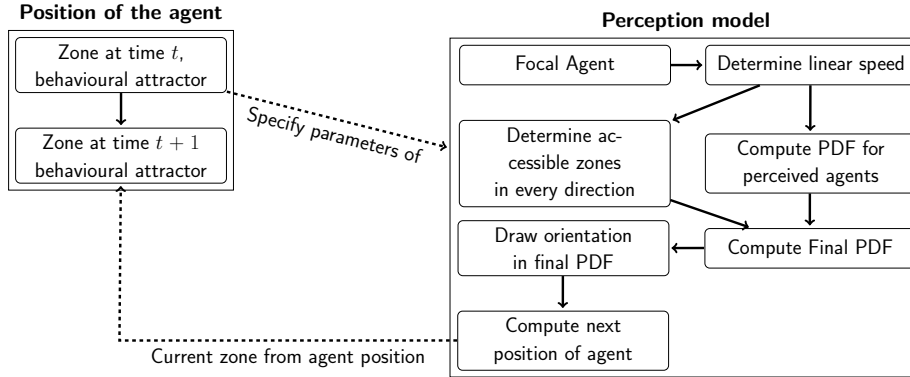 Position of the agent
Zone at time t,
behavioural attractor
Zone at time t + 1
behavioural attractor
Specify parameters of
Perception model
Focal Agent
Determine linear speed
Determine ac-
cessible zones
in every direction
Compute PDF for
perceived agents
Draw orientation
in final PDF
Compute Final PDF
Compute next
position of agent
Current zone from agent position